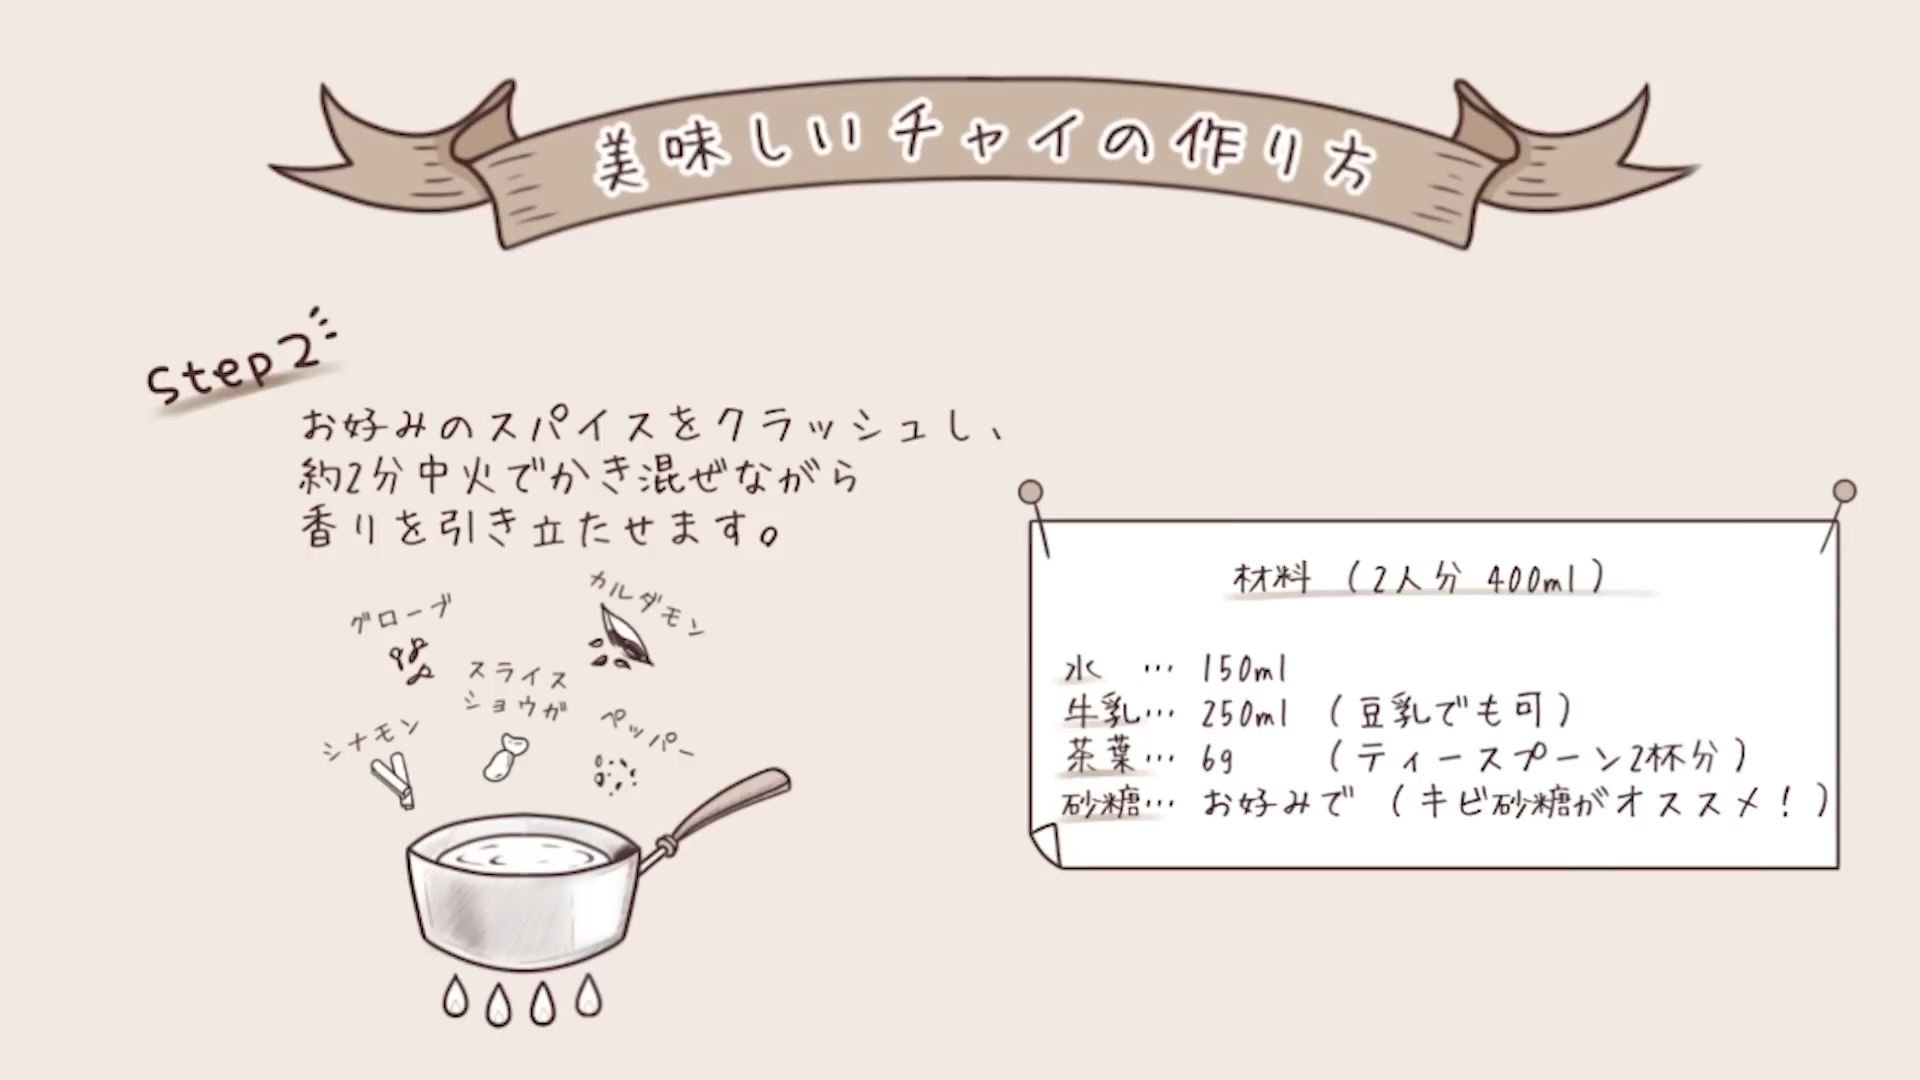 美味しいチャイの作り方
Step2
お好みのスパイスをクラッシュし、
約2分中火でかき混ぜながら
香りを引き立たせます。
グローブ
カルダモン
スライス
ショウガ
シナモン
ペッパー
材料 (2人分 400ml)
水 … 150ml
牛乳… 250ml (豆乳でも可)
茶葉… 6g (ティースプーン2杯分)
砂糖… お好みで (キビ砂糖がオススメ!)